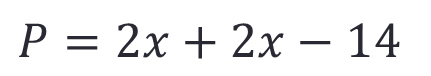 P = 2x + 2x − 14